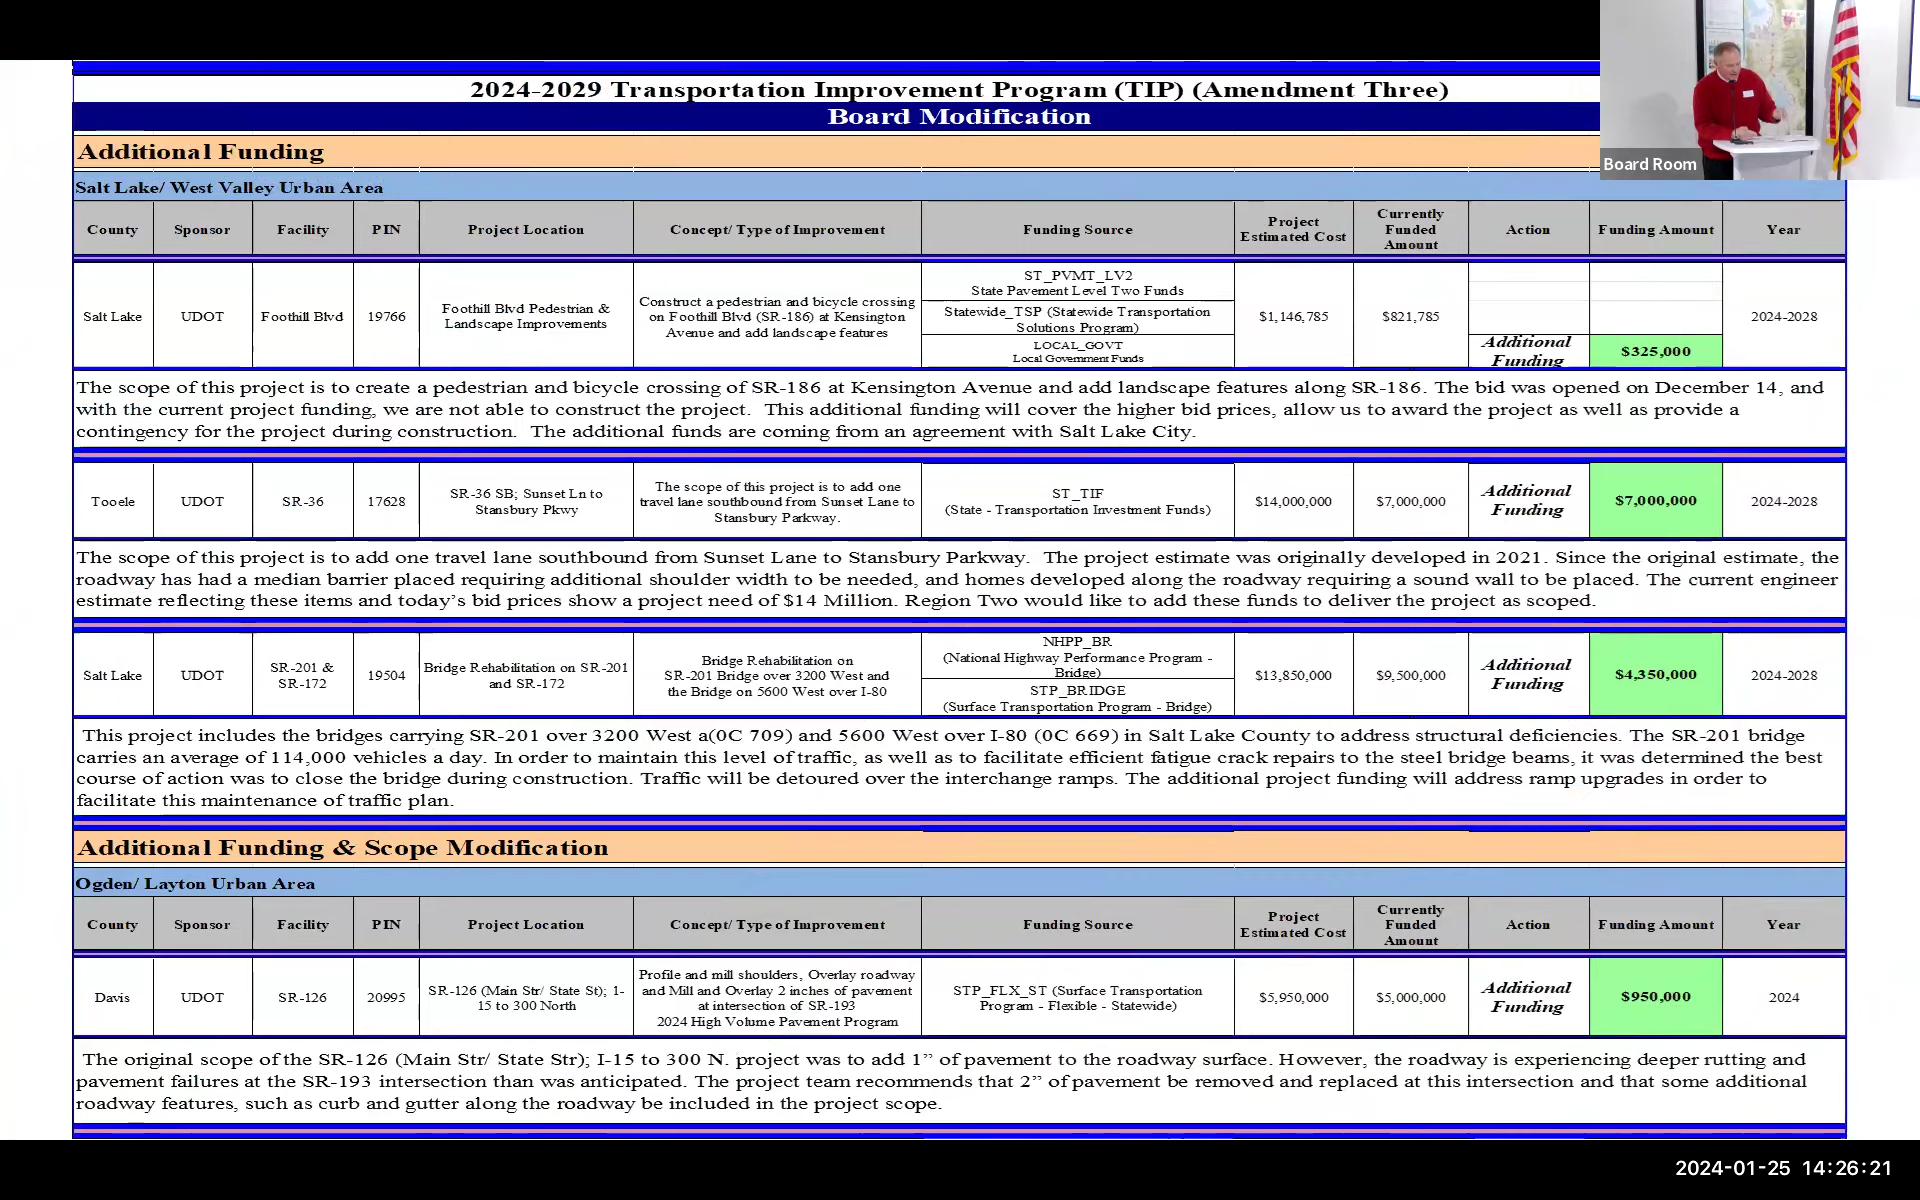 2024-2029 Transportation Improvement Program (TIP) (Amendment Three)
Board Modification
Board Room
Additional Funding
Salt Lake/ West Valley Urban Area
County Sponsor Facility PIN Project Location Concept/ Type of Improvement Funding Source Project Estimated Cost Currently Funded Amount Action Funding Amount Year
Salt Lake UDOT Foothill Blvd 19766
Foothill Blvd Pedestrian &
Landscape Improvements
Construct a pedestrian and bicycle crossing
on Foothill Blvd (SR-186) at Kensington
Avenue and add landscape features
ST_PVMT_LV2
State Pavement Level Two Funds
Statewide_TSP (Statewide Transportation
Solutions Program)
LOCAL_GOVT
Local Government Funds
$1,146,785 $821,785
Additional
Funding
$325,000
2024-2028
The scope of this project is to create a pedestrian and bicycle crossing of SR-186 at Kensington Avenue and add landscape features along SR-186. The bid was opened on December 14, and
with the current project funding, we are not able to construct the project.  This additional funding will cover the higher bid prices, allow us to award the project as well as provide a
contingency for the project during construction.  The additional funds are coming from an agreement with Salt Lake City.
Tooele UDOT SR-36 17628
SR-36 SB; Sunset Ln to
Stansbury Pkwy
The scope of this project is to add one
travel lane southbound from Sunset Lane to
Stansbury Parkway.
ST_TIF
(State - Transportation Investment Funds)
$14,000,000 $7,000,000
Additional
Funding
$7,000,000
2024-2028
The scope of this project is to add one travel lane southbound from Sunset Lane to Stansbury Parkway.  The project estimate was originally developed in 2021. Since the original estimate, the
roadway has had a median barrier placed requiring additional shoulder width to be needed, and homes developed along the roadway requiring a sound wall to be placed. The current engineer
estimate reflecting these items and today's bid prices show a project need of $14 Million. Region Two would like to add these funds to deliver the project as scoped.
Salt Lake UDOT
SR-201 &
SR-172
19504
Bridge Rehabilitation on SR-201
and SR-172
Bridge Rehabilitation on
SR-201 Bridge over 3200 West and
the Bridge on 5600 West over I-80
NHPP_BR
(National Highway Performance Program -
Bridge)
STP_BRIDGE
(Surface Transportation Program - Bridge)
$13,850,000 $9,500,000
Additional
Funding
$4,350,000
2024-2028
This project includes the bridges carrying SR-201 over 3200 West a(0C 709) and 5600 West over I-80 (0C 669) in Salt Lake County to address structural deficiencies. The SR-201 bridge
carries an average of 114,000 vehicles a day. In order to maintain this level of traffic, as well as to facilitate efficient fatigue crack repairs to the steel bridge beams, it was determined the best
course of action was to close the bridge during construction. Traffic will be detoured over the interchange ramps. The additional project funding will address ramp upgrades in order to
facilitate this maintenance of traffic plan.
Additional Funding & Scope Modification
Ogden/ Layton Urban Area
County Sponsor Facility PIN Project Location Concept/ Type of Improvement Funding Source Project Estimated Cost Currently Funded Amount Action Funding Amount Year
Davis UDOT SR-126 20995
SR-126 (Main Str/ State St); 1-
15 to 300 North
Profile and mill shoulders, Overlay roadway
and Mill and Overlay 2 inches of pavement
at intersection of SR-193
2024 High Volume Pavement Program
STP_FLX_ST (Surface Transportation
Program - Flexible - Statewide)
$5,950,000 $5,000,000
Additional
Funding
$950,000
2024
The original scope of the SR-126 (Main Str/ State Str); I-15 to 300 N. project was to add 1” of pavement to the roadway surface. However, the roadway is experiencing deeper rutting and
pavement failures at the SR-193 intersection than was anticipated. The project team recommends that 2” of pavement be removed and replaced at this intersection and that some additional
roadway features, such as curb and gutter along the roadway be included in the project scope.
2024-01-25 14:26:21